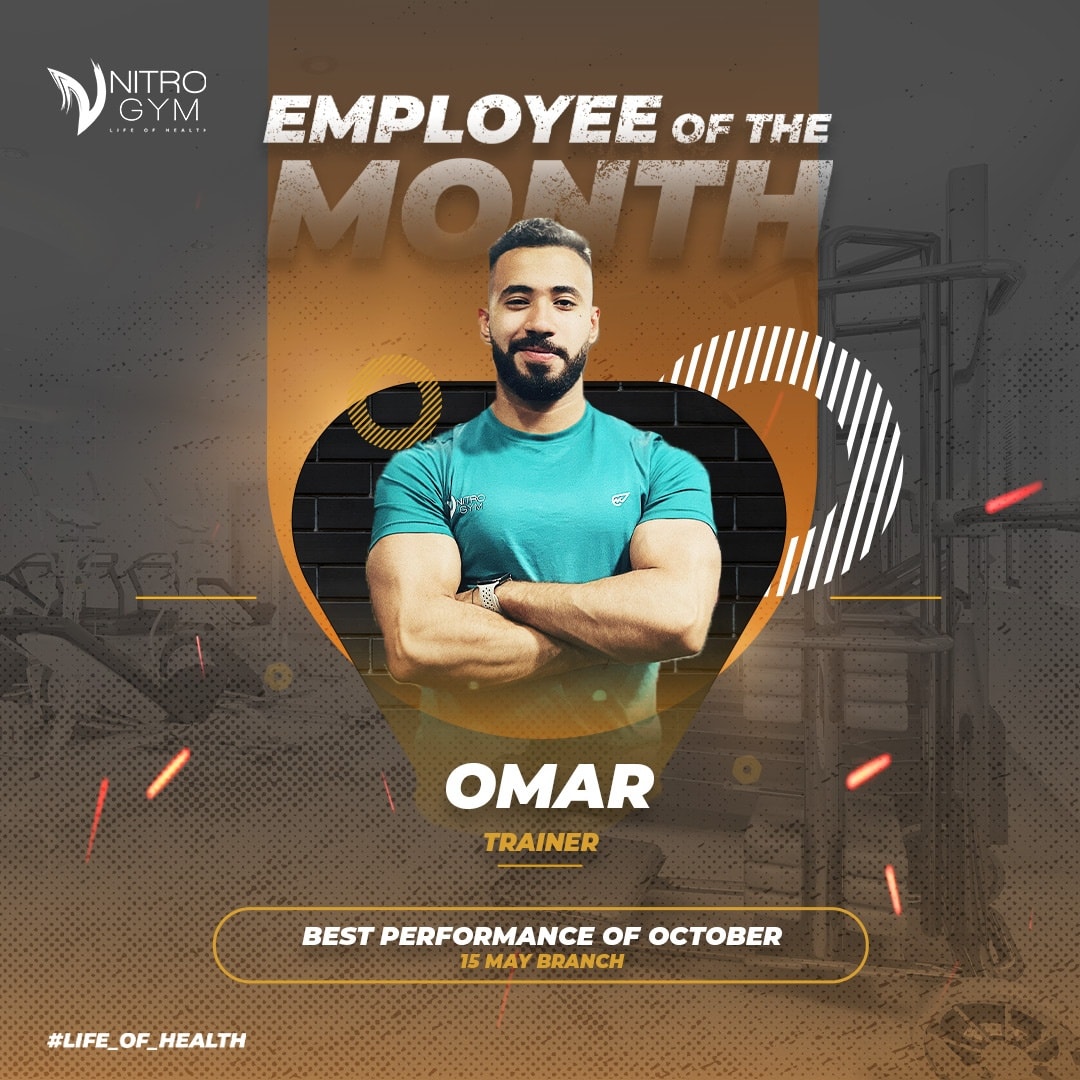 NITRO
GYM
LIFE OF HEALTH
EMPLOYEE OF THE
MONTH
NITRO
GYM
OMAR
TRAINER
BEST PERFORMANCE OF OCTOBER
15 MAY BRANCH
#LIFE_OF_HEALTH